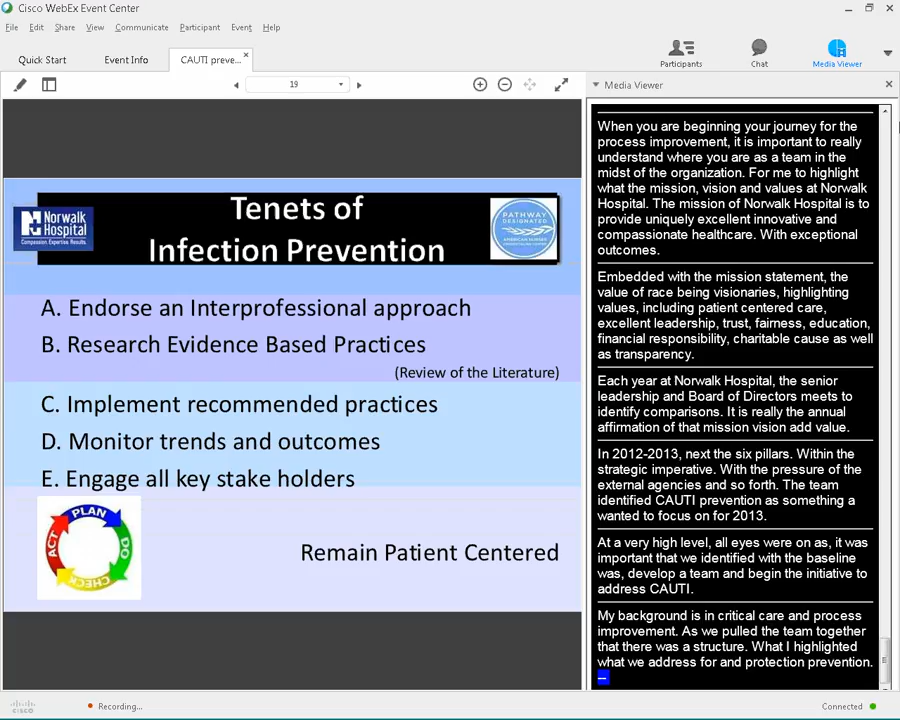 Cisco WebEx Event Center
File Edit Share View Communicate Participant Event Help
Quick Start Event Info CAUTI preve...
Participants Chat Media Viewer
19
Media Viewer
Norwalk
Hospital
Compassion. Expertise. Results.
Tenets of
Infection Prevention
PATHWAY
DESIGNATED
AMERICAN NURSES
CREDENTIALING CENTER
A. Endorse an Interprofessional approach
B. Research Evidence Based Practices
(Review of the Literature)
C. Implement recommended practices
D. Monitor trends and outcomes
E. Engage all key stake holders
PLAN
DO
CHECK
ACT
Remain Patient Centered
When you are beginning your journey for the
process improvement, it is important to really
understand where you are as a team in the
midst of the organization. For me to highlight
what the mission, vision and values at Norwalk
Hospital. The mission of Norwalk Hospital is to
provide uniquely excellent innovative and
compassionate healthcare. With exceptional
outcomes.
Embedded with the mission statement, the
value of race being visionaries, highlighting
values, including patient centered care,
excellent leadership, trust, fairness, education,
financial responsibility, charitable cause as well
as transparency.
Each year at Norwalk Hospital, the senior
leadership and Board of Directors meets to
identify comparisons. It is really the annual
affirmation of that mission vision add value.
In 2012-2013, next the six pillars. Within the
strategic imperative. With the pressure of the
external agencies and so forth. The team
identified CAUTI prevention as something a
wanted to focus on for 2013.
At a very high level, all eyes were on as, it was
important that we identified with the baseline
was, develop a team and begin the initiative to
address CAUTI.
My background is in critical care and process
improvement. As we pulled the team together
that there was a structure. What I highlighted
what we address for and protection prevention.
cisco
Recording...
Connected